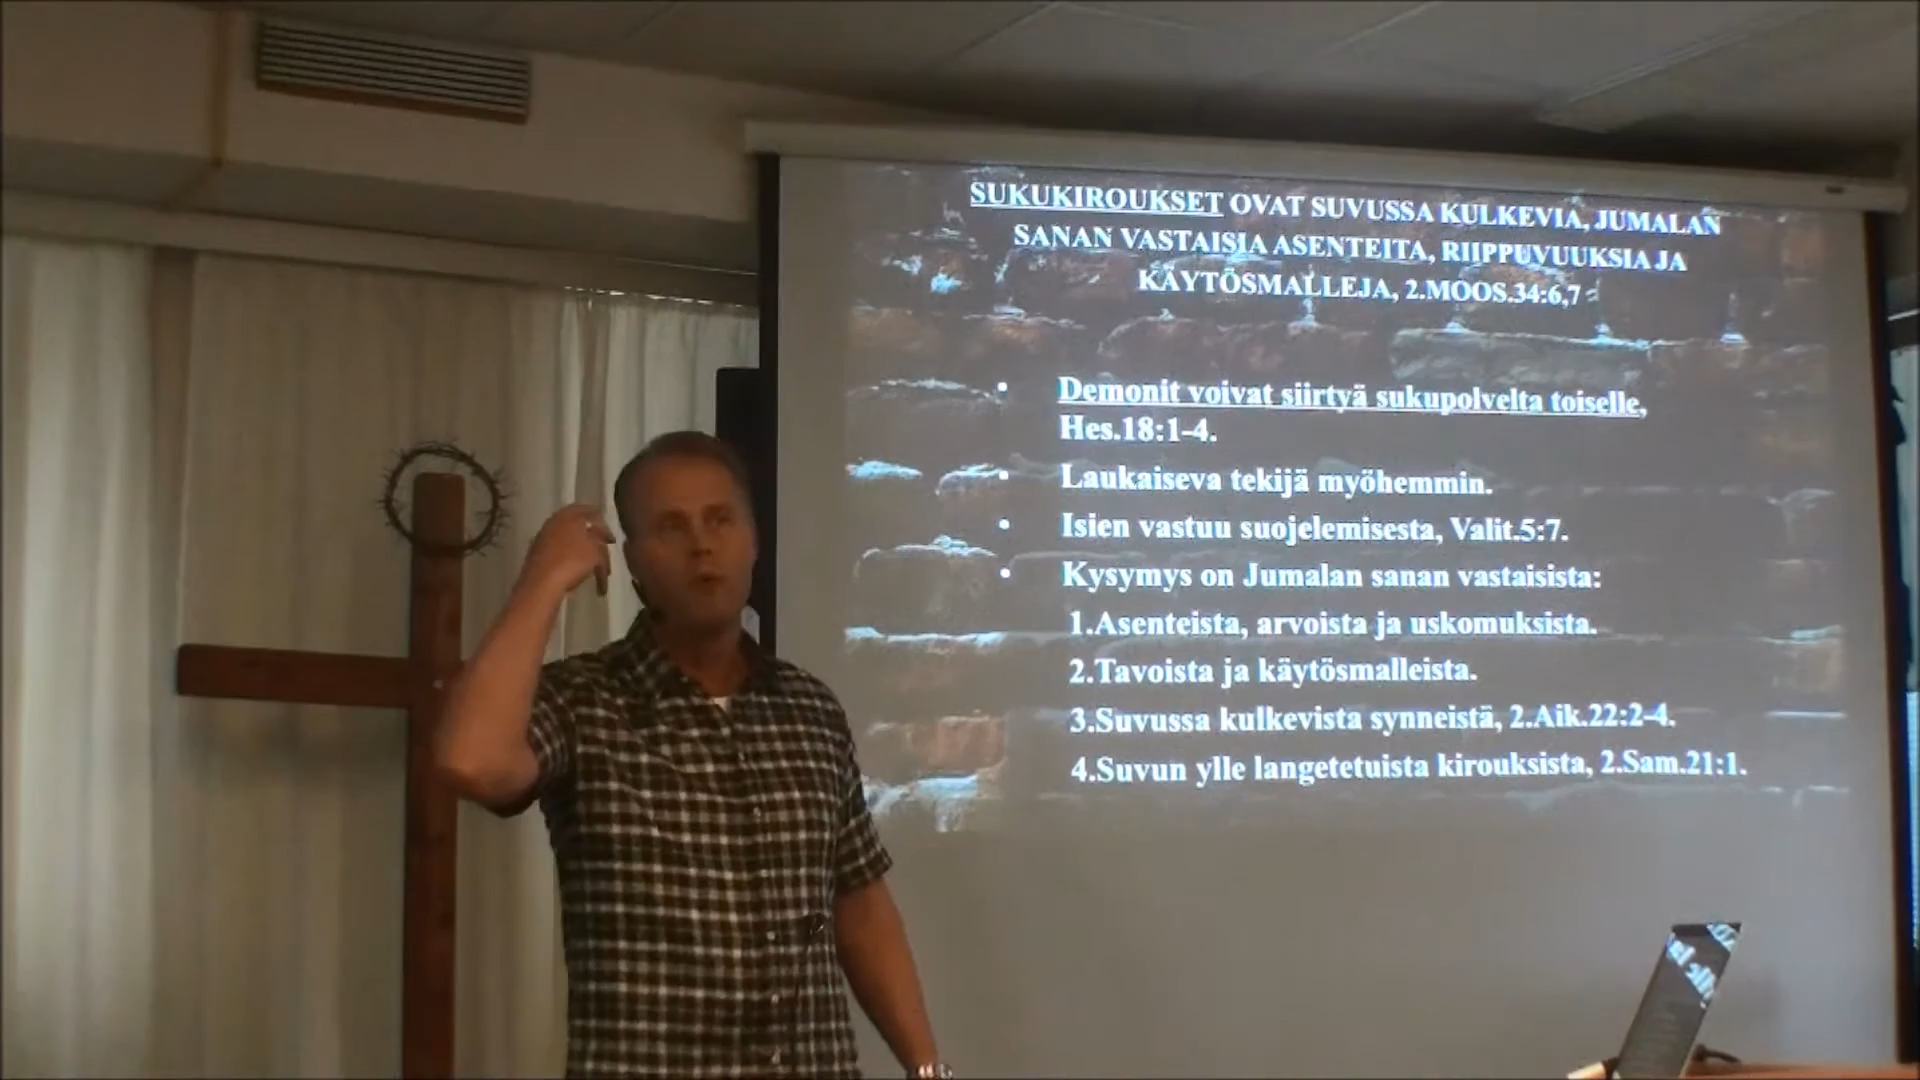 SUKUKIROUKSET OVAT SUVUSSA KULKEVIA, JUMALAN
SANAN VASTAISIA ASENTEITA, RIIPPUVUUKSIA JA
KÄYTÖSMALLEJA, 2.MOOS.34:6,7
• Demonit voivat siirtyä sukupolvelta toiselle,
Hes.18:1-4.
• Laukaiseva tekijä myöhemmin.
• Isien vastuu suojelemisesta, Valit.5:7.
• Kysymys on Jumalan sanan vastaisista:
1.Asenteista, arvoista ja uskomuksista.
2.Tavoista ja käytösmalleista.
3.Suvussa kulkevista synneistä, 2.Aik.22:2-4.
4.Suvun ylle langetetuista kirouksista, 2.Sam.21:1.